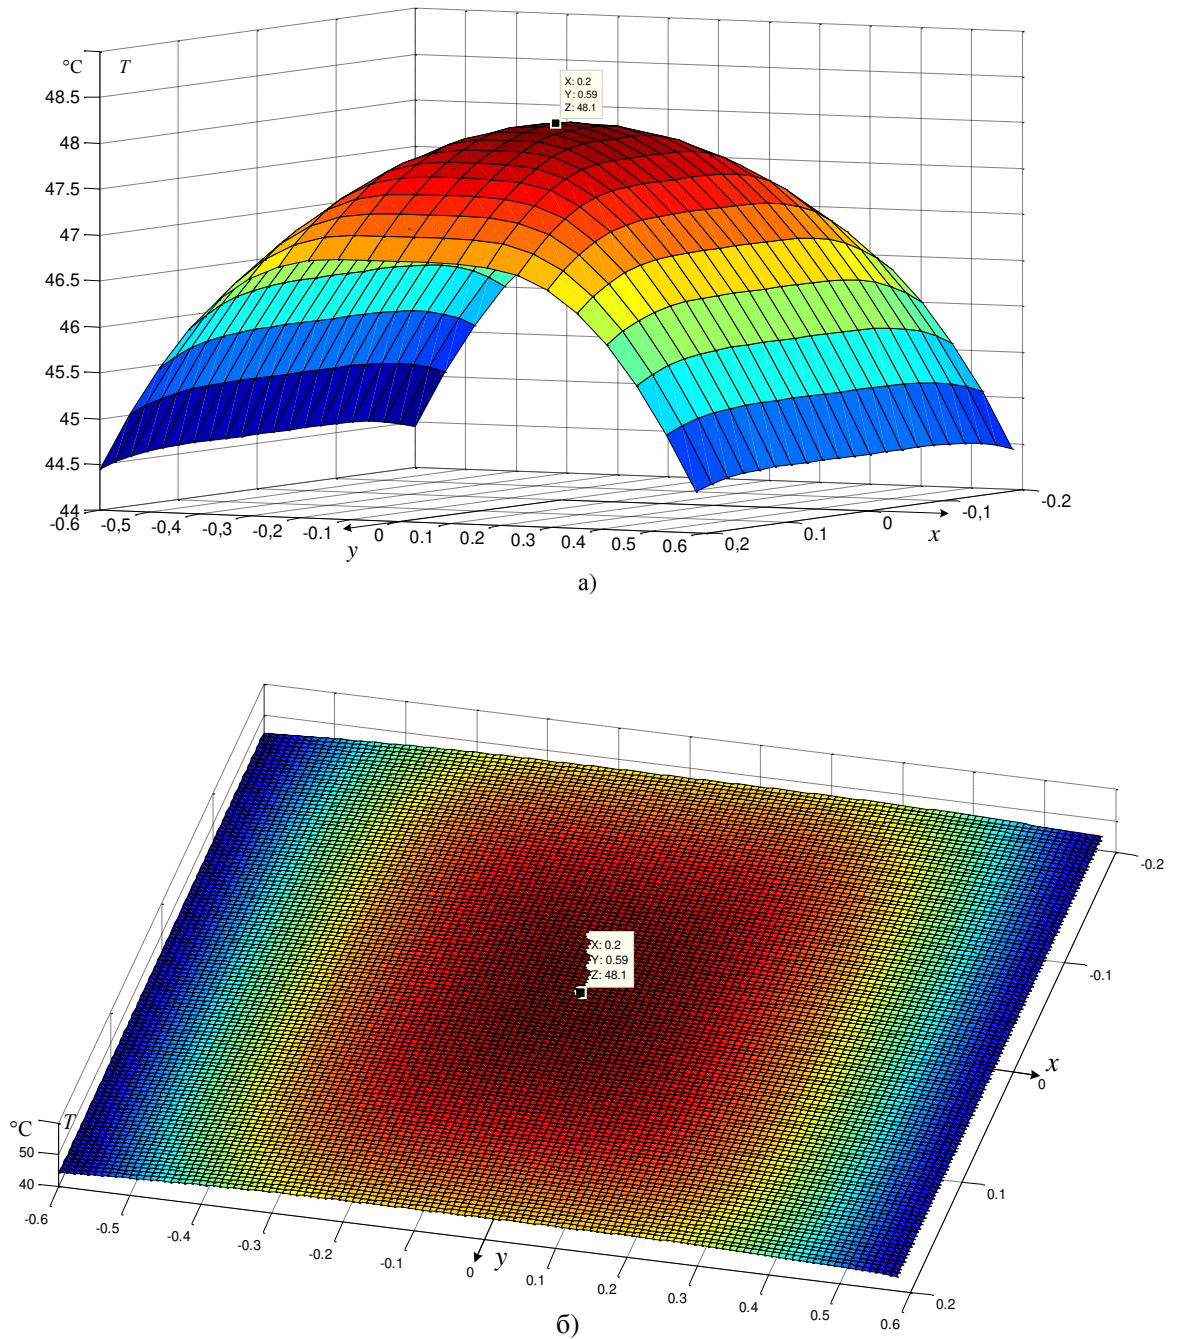 °C T
48.5
48
47.5
47
46.5
46
45.5
45
44.5
44
X: 0.2
Y: 0.59
Z: 48.1
-0.6 -0,5 -0,4 -0,3 -0,2 -0.1 0 0.1 0.2 0.3 0.4 0.5 0.6
y
0,2 0.1 0 -0,1 -0.2
x
а)
X: 0.2
Y: 0.59
Z: 48.1
°C T
50
40
-0.6 -0.5 -0.4 -0.3 -0.2 -0.1 0 0.1 0.2 0.3 0.4 0.5 0.6
y
-0.2
-0.1
x
0
0.1
0.2
б)